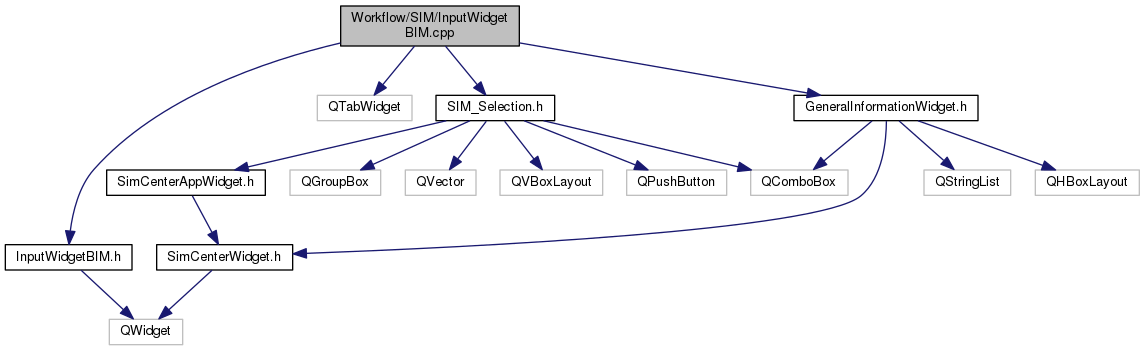 Workflow/SIM/InputWidget
BIM.cpp
QTabWidget
SIM_Selection.h
GeneralInformationWidget.h
SimCenterAppWidget.h
QGroupBox
QVector
QVBoxLayout
QPushButton
QComboBox
QStringList
QHBoxLayout
InputWidgetBIM.h
SimCenterWidget.h
QWidget